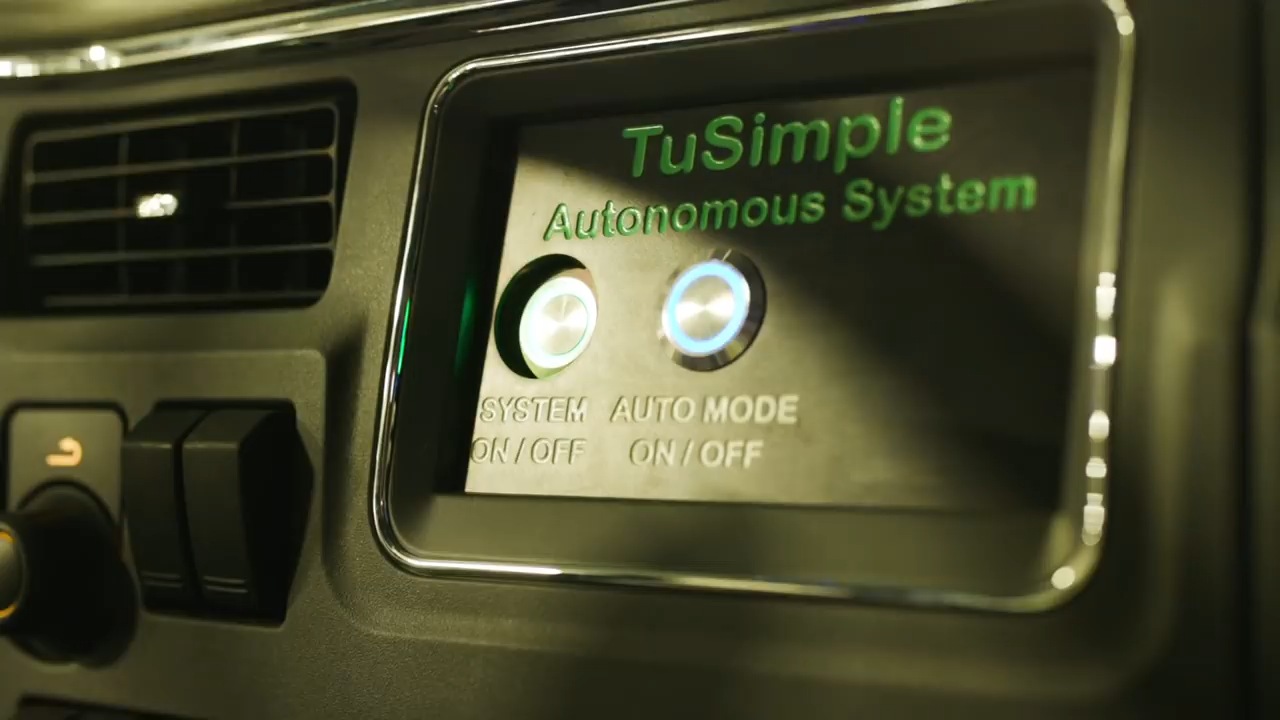 TuSimple
Autonomous System
SYSTEM AUTO MODE
ON / OFF ON / OFF